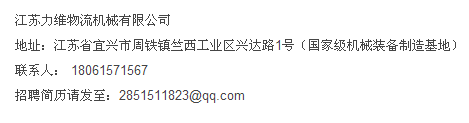 江苏力维物流机械有限公司
地址：江苏省宜兴市周铁镇竺西工业区兴达路1号（国家级机械装备制造基地）
联系人： 18061571567
招聘简历请发至：2851511823@qq.com